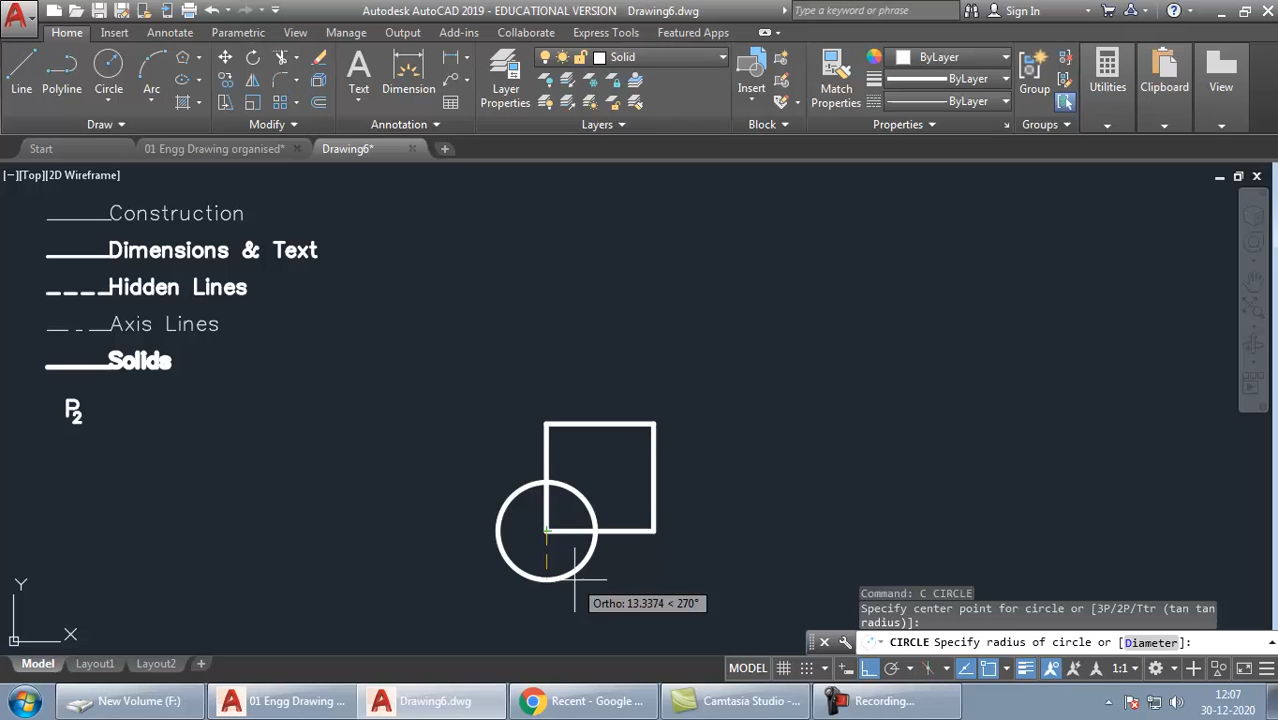 Autodesk AutoCAD 2019 - EDUCATIONAL VERSION Drawing6.dwg
Type a keyword or phrase
Sign In
Home Insert Annotate Parametric View Manage Output Add-ins Collaborate Express Tools Featured Apps
Line Polyline Circle Arc
Text Dimension
Layer Properties
Solid
Insert
Match Properties
ByLayer
ByLayer
ByLayer
Group
Utilities Clipboard View
Draw Modify Annotation Layers Block Properties Groups
Start 01 Engg Drawing organised* Drawing6*
[−][Top][2D Wireframe]
Construction
Dimensions & Text
Hidden Lines
Axis Lines
Solids
P2
Ortho: 13.3374 < 270°
Y
X
Command: C CIRCLE
Specify center point for circle or [3P/2P/Ttr (tan tan
radius)]:
CIRCLE Specify radius of circle or [Diameter]:
Model Layout1 Layout2
MODEL 1:1
New Volume (F:) 01 Engg Drawing ... Drawing6.dwg Recent - Google ... Camtasia Studio -... Recording...
12:07
30-12-2020